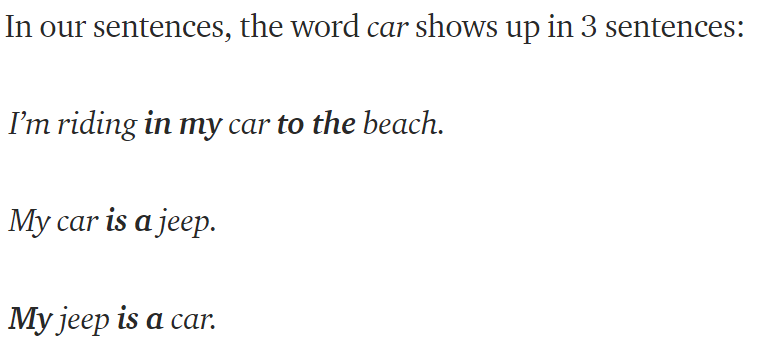 In our sentences, the word car shows up in 3 sentences:
I’m riding in my car to the beach.
My car is a jeep.
My jeep is a car.